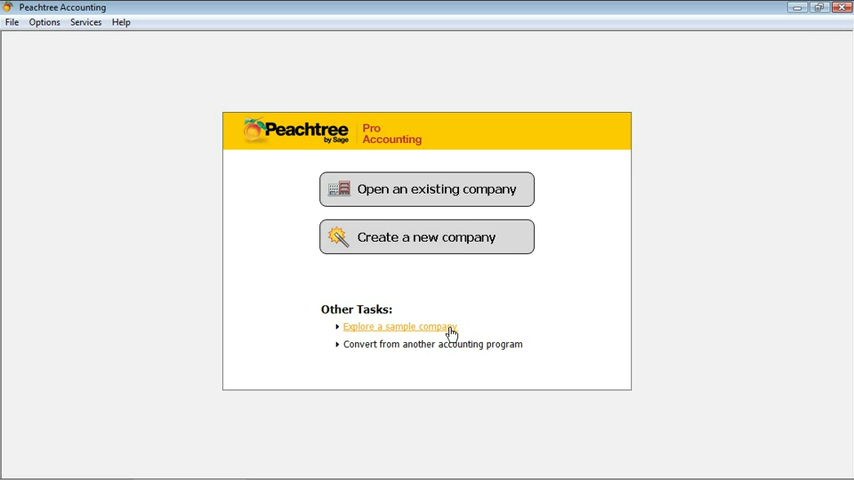 Peachtree Accounting
File Options Services Help
Peachtree by Sage Pro Accounting
Open an existing company
Create a new company
Other Tasks:
Explore a sample company
Convert from another accounting program